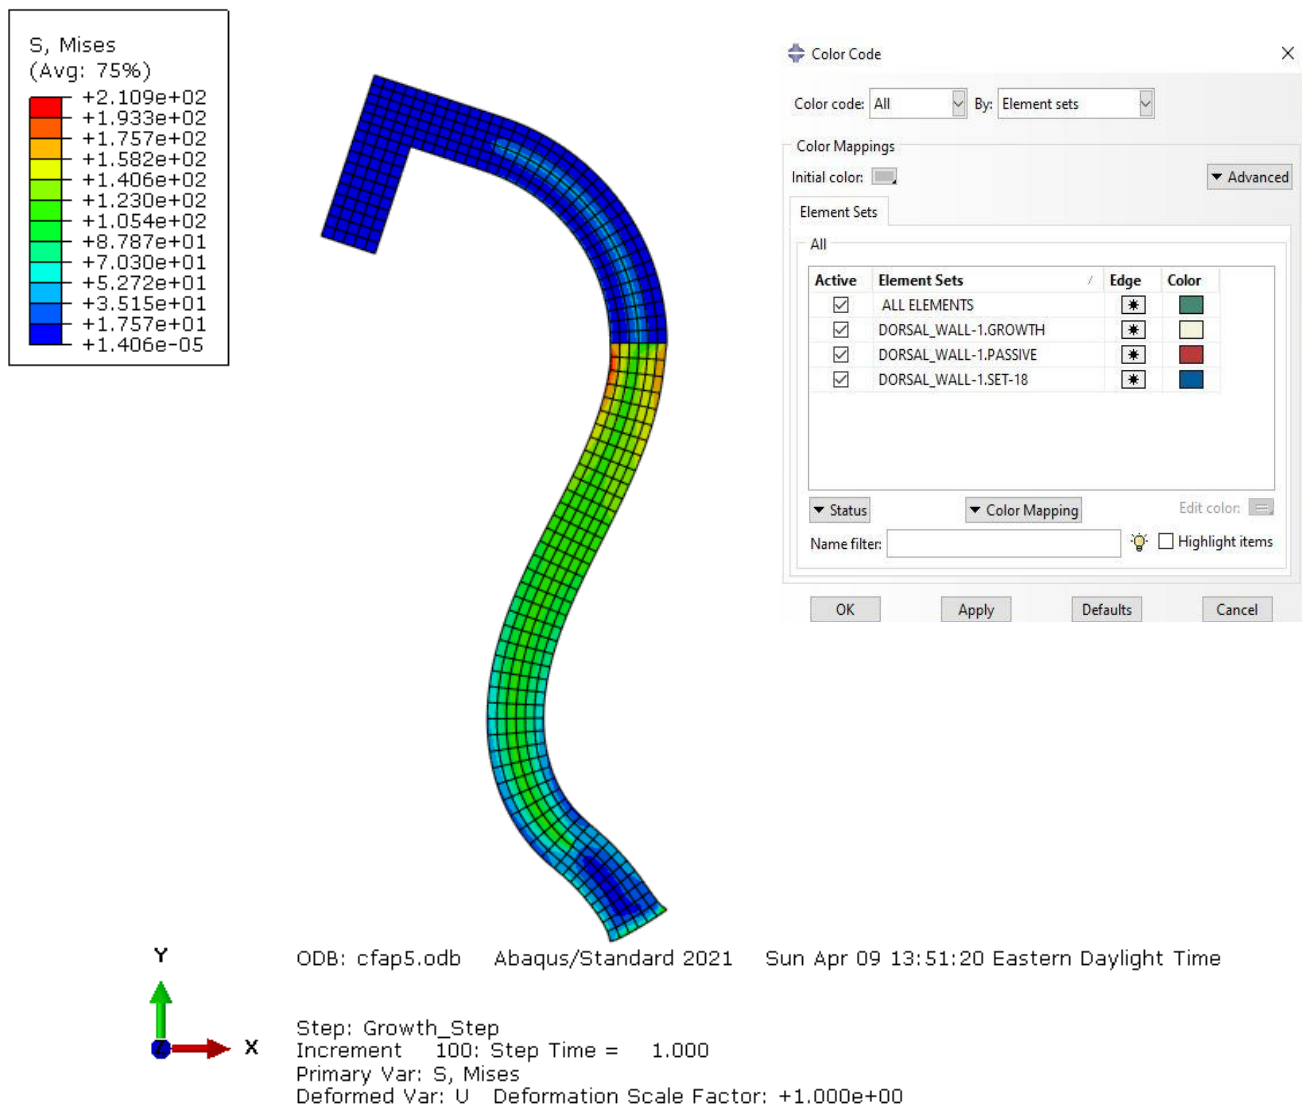 S, Mises
(Avg: 75%)
+2.109e+02
+1.933e+02
+1.757e+02
+1.582e+02
+1.406e+02
+1.230e+02
+1.054e+02
+8.787e+01
+7.030e+01
+5.272e+01
+3.515e+01
+1.757e+01
+1.406e-05
Color Code
Color code: All By: Element sets
Color Mappings
Initial color: Advanced
Element Sets
All
Active Element Sets / Edge Color
ALL ELEMENTS
DORSAL_WALL-1.GROWTH
DORSAL_WALL-1.PASSIVE
DORSAL_WALL-1.SET-18
Status Color Mapping Edit color:
Name filter: Highlight items
OK Apply Defaults Cancel
Y
Z
X
ODB: cfap5.odb Abaqus/Standard 2021 Sun Apr 09 13:51:20 Eastern Daylight Time
Step: Growth_Step
Increment 100: Step Time = 1.000
Primary Var: S, Mises
Deformed Var: U Deformation Scale Factor: +1.000e+00